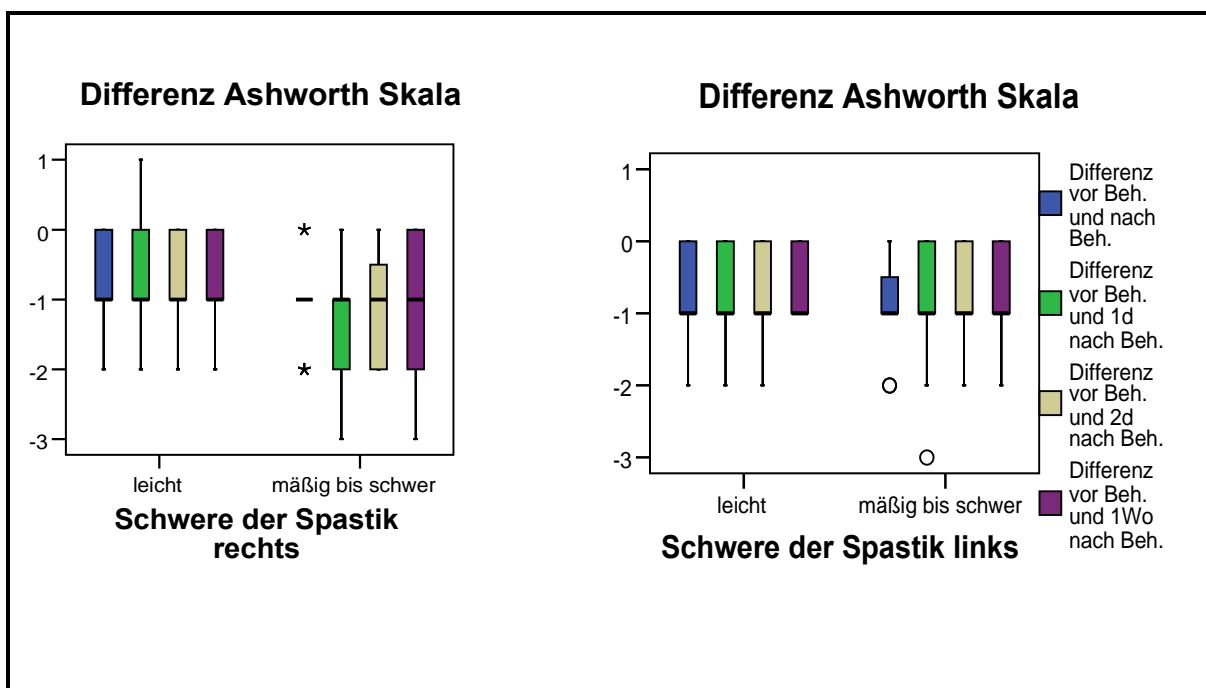 Differenz Ashworth Skala
1
0
-1
-2
-3
leicht
mäßig bis schwer
Schwere der Spastik
rechts
Differenz Ashworth Skala
1
0
-1
-2
-3
leicht
mäßig bis schwer
Schwere der Spastik links
Differenz
vor Beh.
und nach
Beh.
Differenz
vor Beh.
und 1d
nach Beh.
Differenz
vor Beh.
und 2d
nach Beh.
Differenz
vor Beh.
und 1Wo
nach Beh.